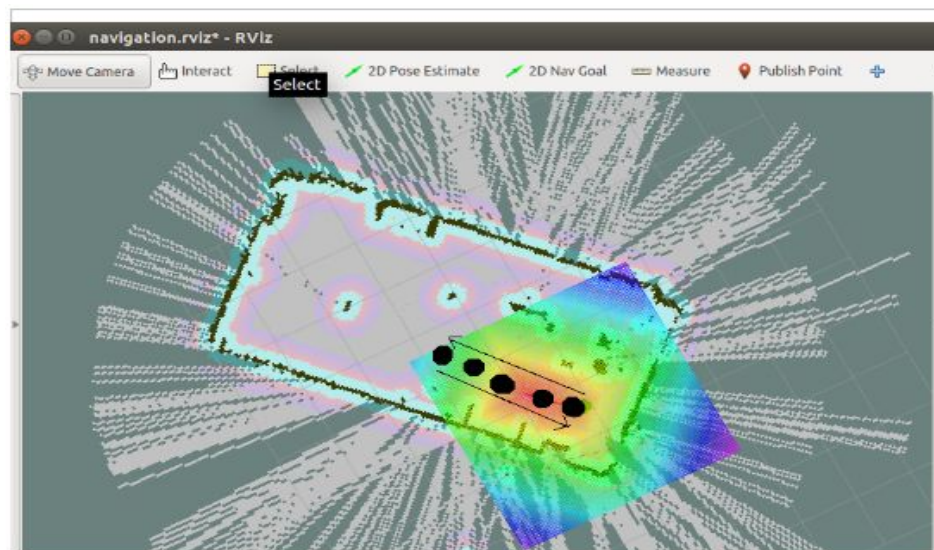 navigation.rviz* - RViz
Move Camera Interact Select 2D Pose Estimate 2D Nav Goal Measure Publish Point
Select